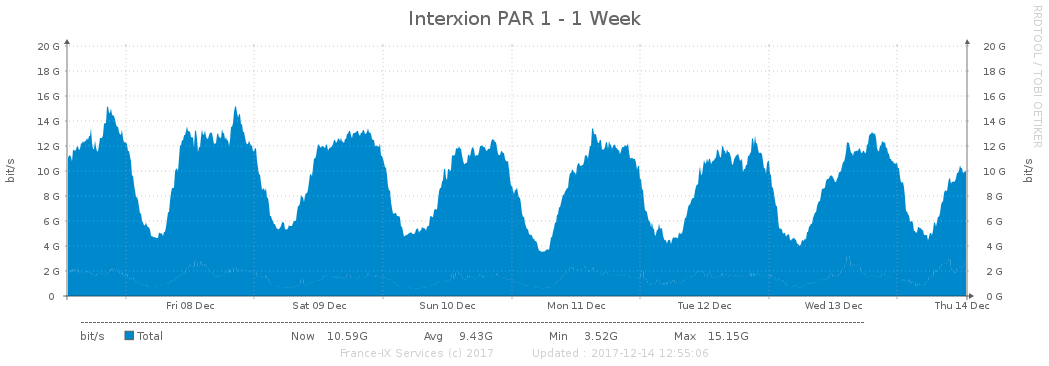 Interxion PAR 1 - 1 Week
RRDTOOL / TOBI OETIKER
bit/s
20 G 20 G
18 G 18 G
16 G 16 G
14 G 14 G
12 G 12 G
10 G 10 G
8 G 8 G
6 G 6 G
4 G 4 G
2 G 2 G
0 0 G
bit/s
Fri 08 Dec Sat 09 Dec Sun 10 Dec Mon 11 Dec Tue 12 Dec Wed 13 Dec Thu 14 Dec
bit/s Total Now 10.59G Avg 9.43G Min 3.52G Max 15.15G
France-IX Services (c) 2017 Updated : 2017-12-14 12:55:06